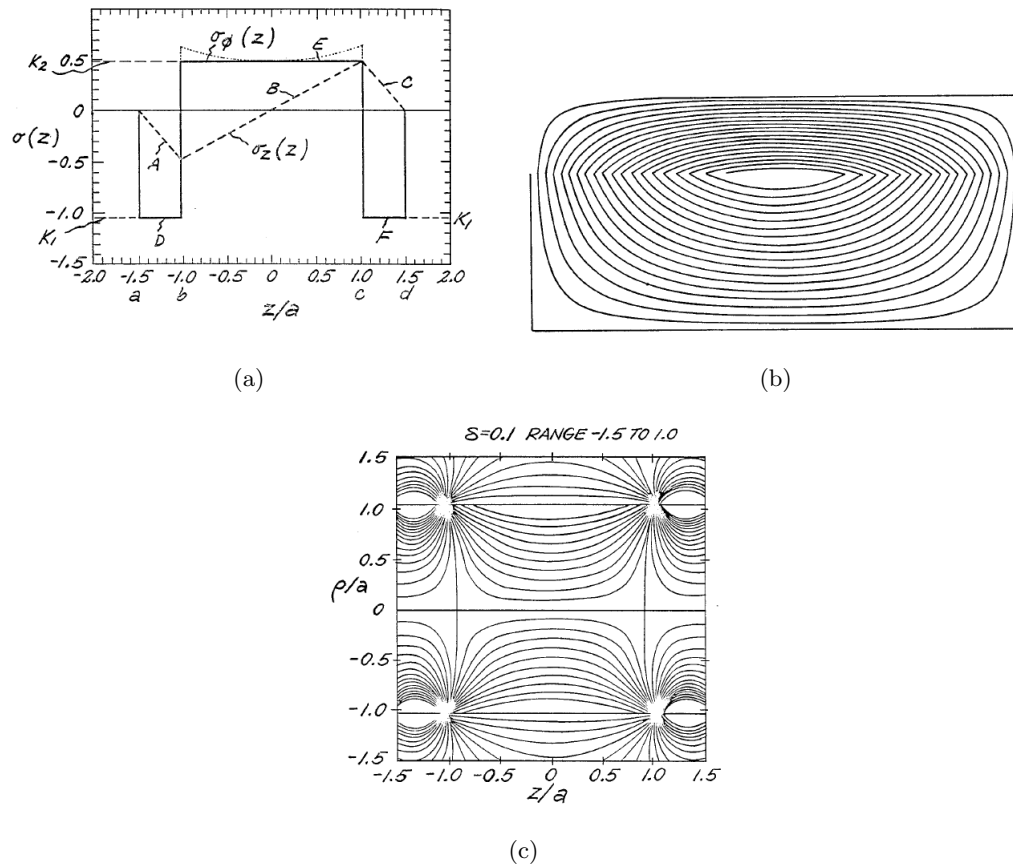 σ_ϕ(z)
E
K₂
0.5
B
C
0
σ(z)
A
σ_z(z)
-0.5
-1.0
K₁
D
F
K₁
-1.5
-2.0 -1.5 -1.0 -0.5 0 0.5 1.0 1.5 2.0
a b c d
z/a
(a)
(b)
δ=0.1 RANGE -1.5 TO 1.0
1.5
1.0
0.5
ρ/a
0
-0.5
-1.0
-1.5
-1.5 -1.0 -0.5 0 0.5 1.0 1.5
z/a
(c)